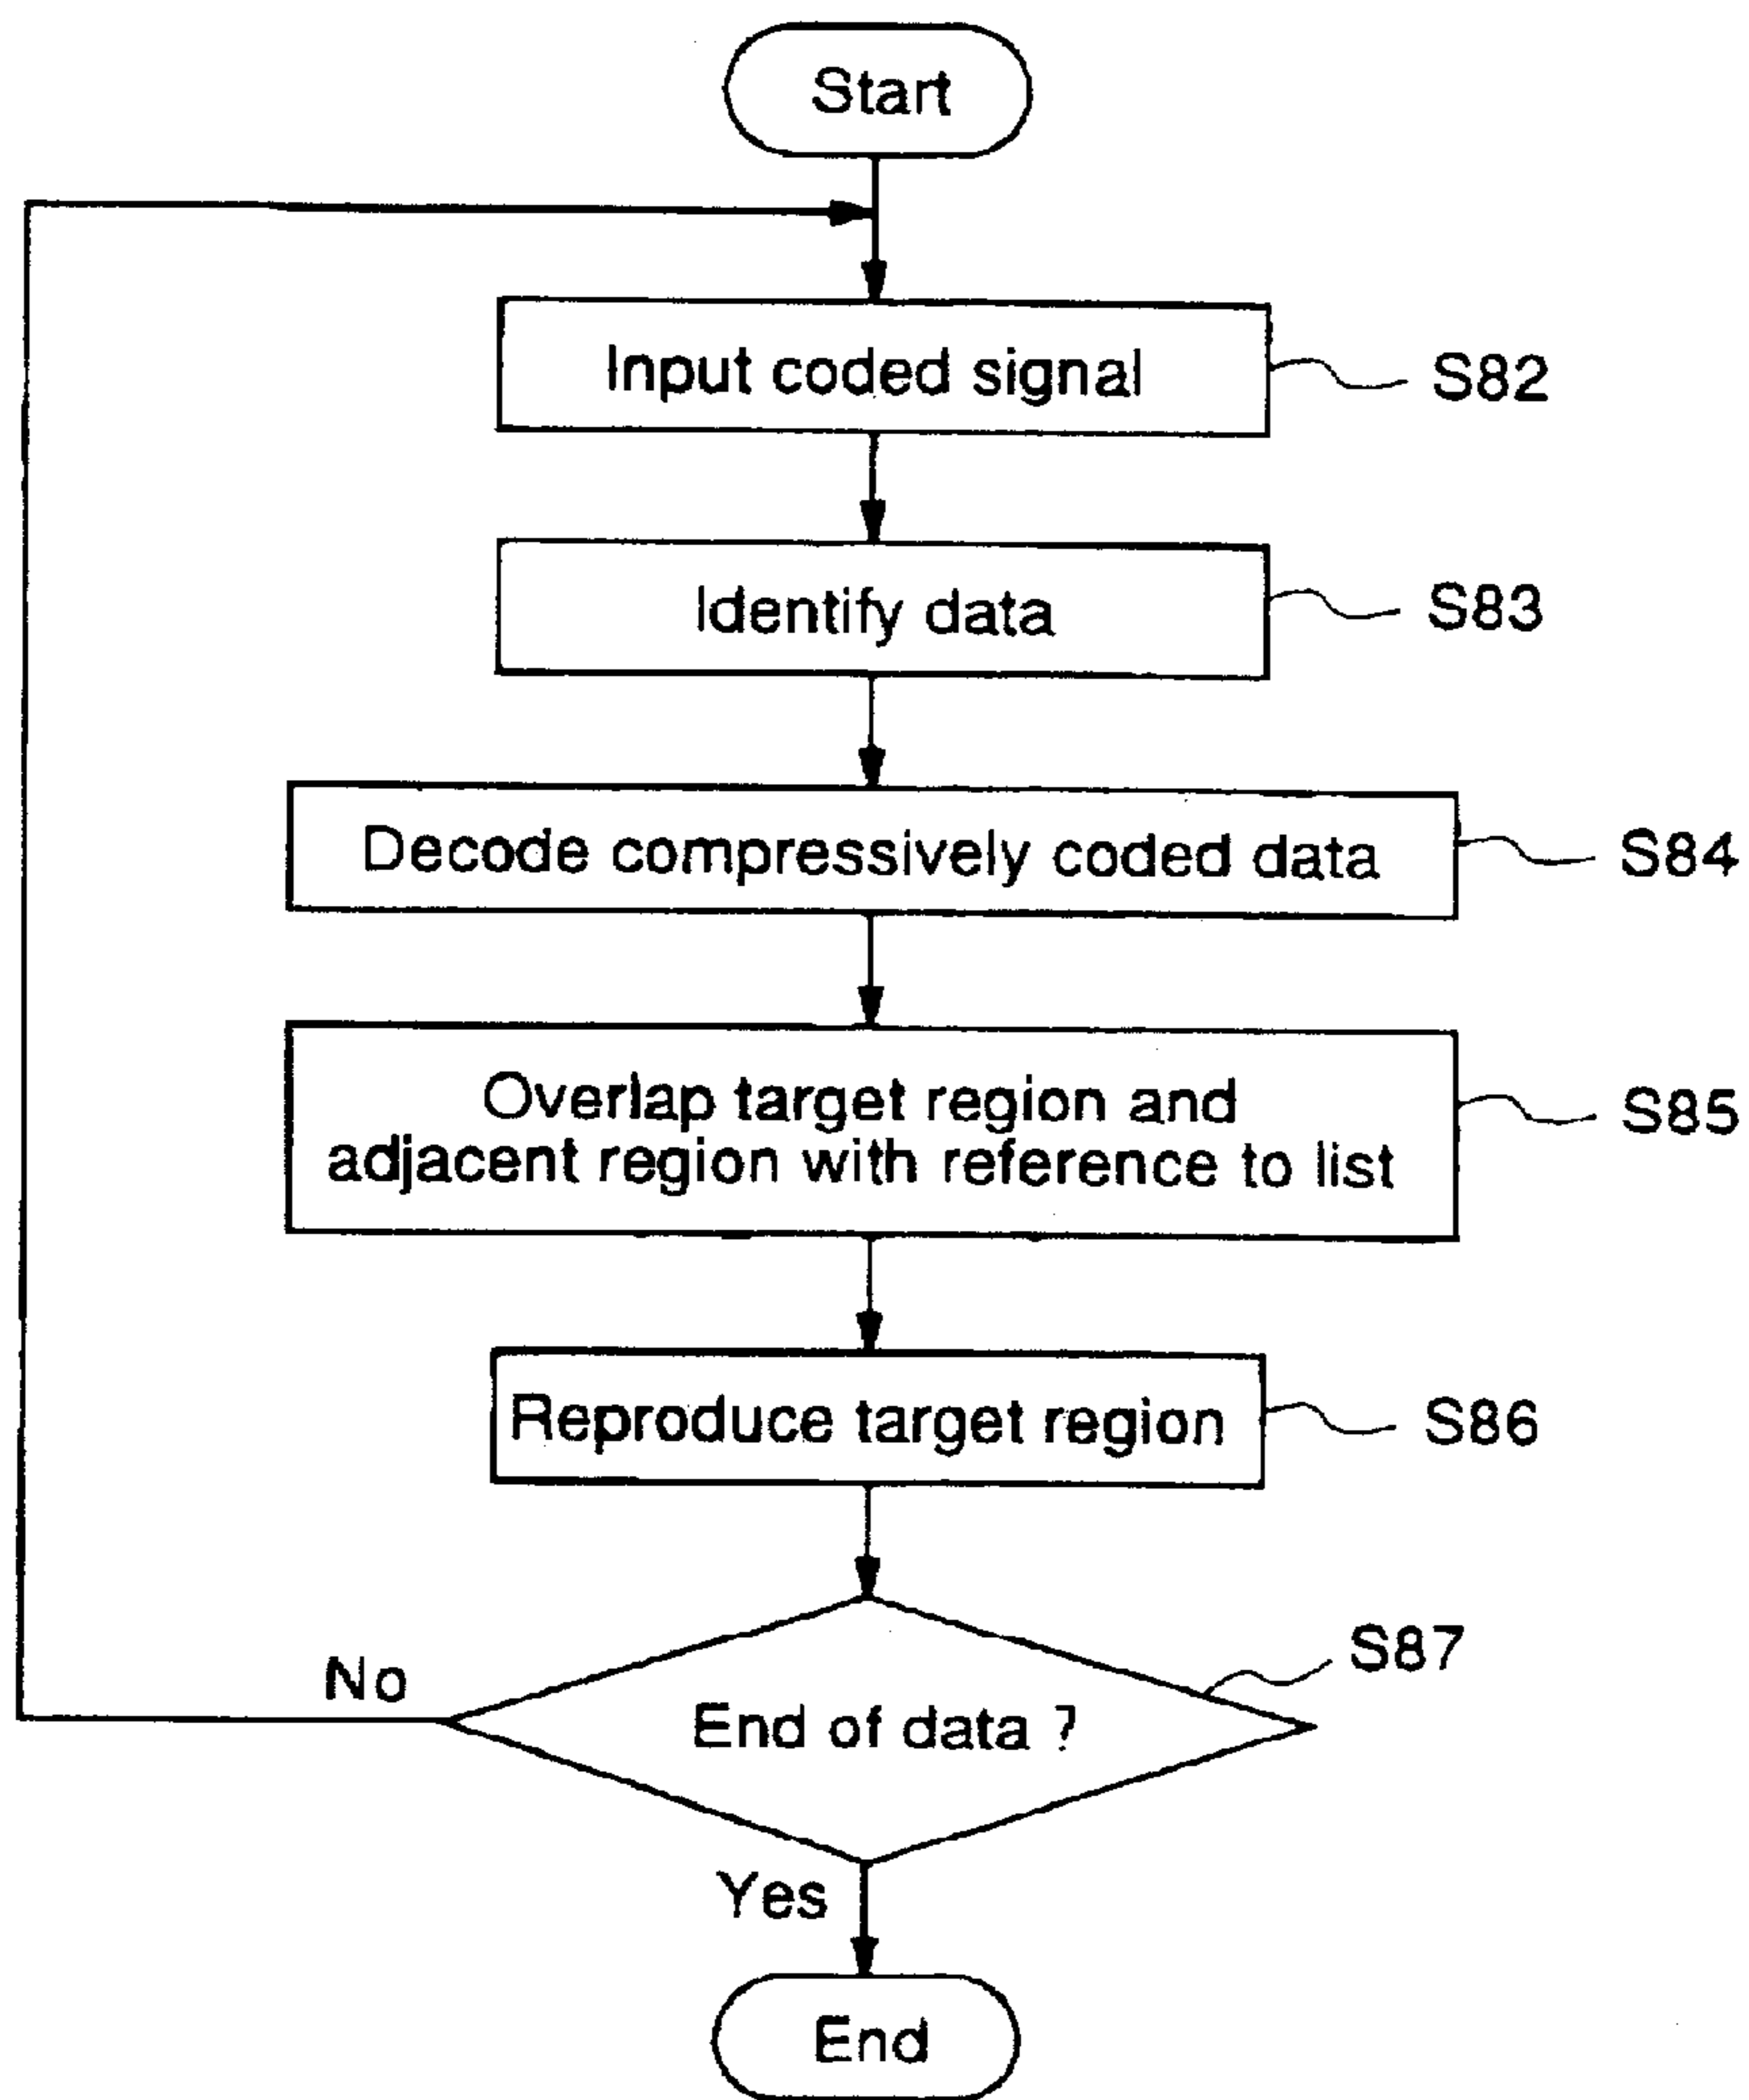 Start
Input coded signal
S82
Identify data
S83
Decode compressively coded data
S84
Overlap target region and
adjacent region with reference to list
S85
Reproduce target region
S86
S87
No
End of data ?
Yes
End